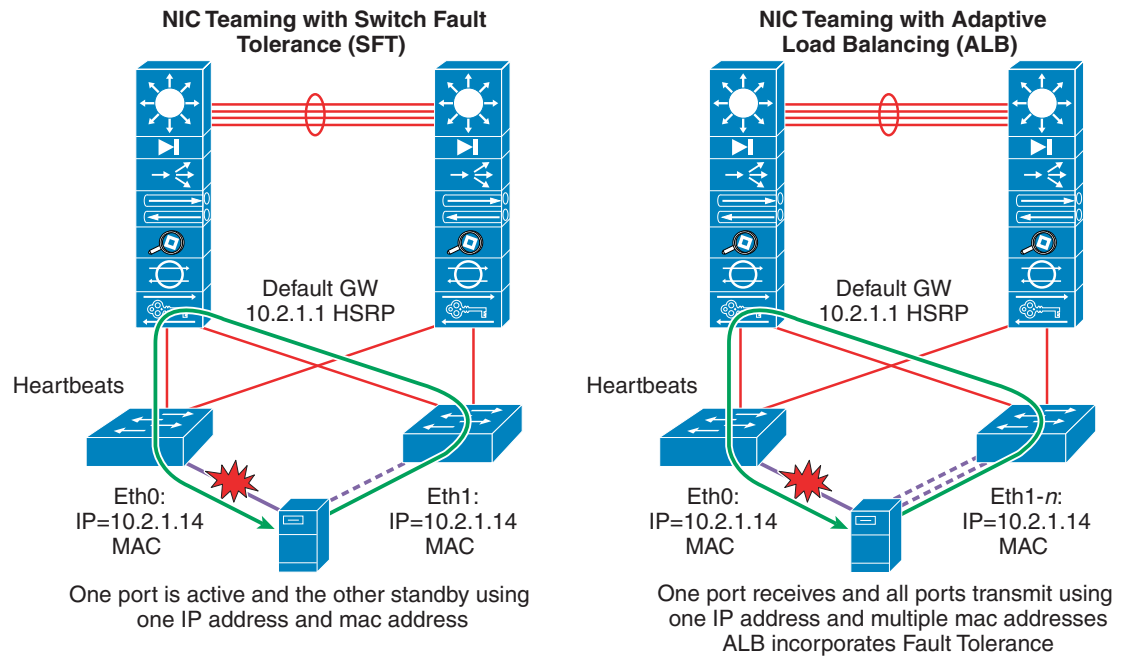 NIC Teaming with Switch Fault
Tolerance (SFT)
Default GW
10.2.1.1 HSRP
Heartbeats
Eth0:
IP=10.2.1.14
MAC
Eth1:
IP=10.2.1.14
MAC
One port is active and the other standby using
one IP address and mac address
NIC Teaming with Adaptive
Load Balancing (ALB)
Default GW
10.2.1.1 HSRP
Heartbeats
Eth0:
IP=10.2.1.14
MAC
Eth1-n:
IP=10.2.1.14
MAC
One port receives and all ports transmit using
one IP address and multiple mac addresses
ALB incorporates Fault Tolerance